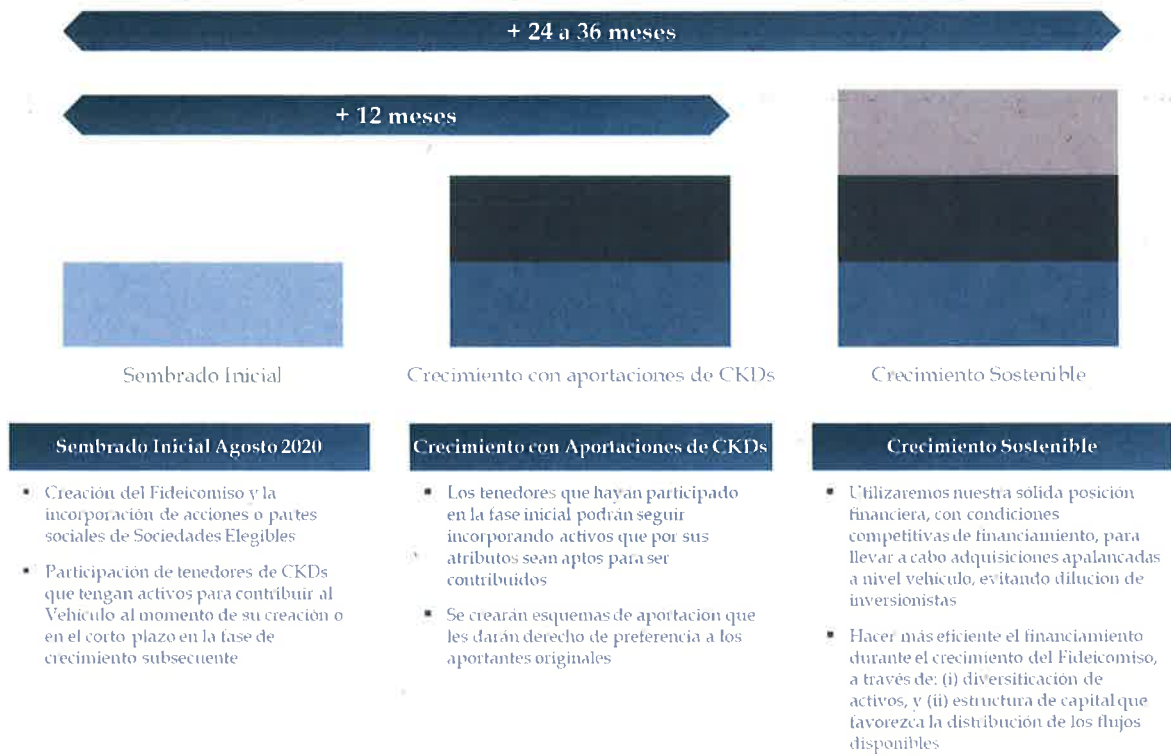 + 24 a 36 meses
+ 12 meses
Sembrado Inicial
Crecimiento con aportaciones de CKDs
Crecimiento Sostenible
Sembrado Inicial Agosto 2020
▪ Creación del Fideicomiso y la
incorporación de acciones o partes
sociales de Sociedades Elegibles
▪ Participación de tenedores de CKDs
que tengan activos para contribuir al
Vehículo al momento de su creación o
en el corto plazo en la fase de
crecimiento subsecuente
Crecimiento con Aportaciones de CKDs
▪ Los tenedores que hayan participado
en la fase inicial podrán seguir
incorporando activos que por sus
atributos sean aptos para ser
contribuidos
▪ Se crearán esquemas de aportación que
les darán derecho de preferencia a los
aportantes originales
Crecimiento Sostenible
▪ Utilizaremos nuestra sólida posición
financiera, con condiciones
competitivas de financiamiento, para
llevar a cabo adquisiciones apalancadas
a nivel vehículo, evitando dilución de
inversionistas
▪ Hacer más eficiente el financiamiento
durante el crecimiento del Fideicomiso,
a través de: (i) diversificación de
activos, y (ii) estructura de capital que
favorezca la distribución de los flujos
disponibles